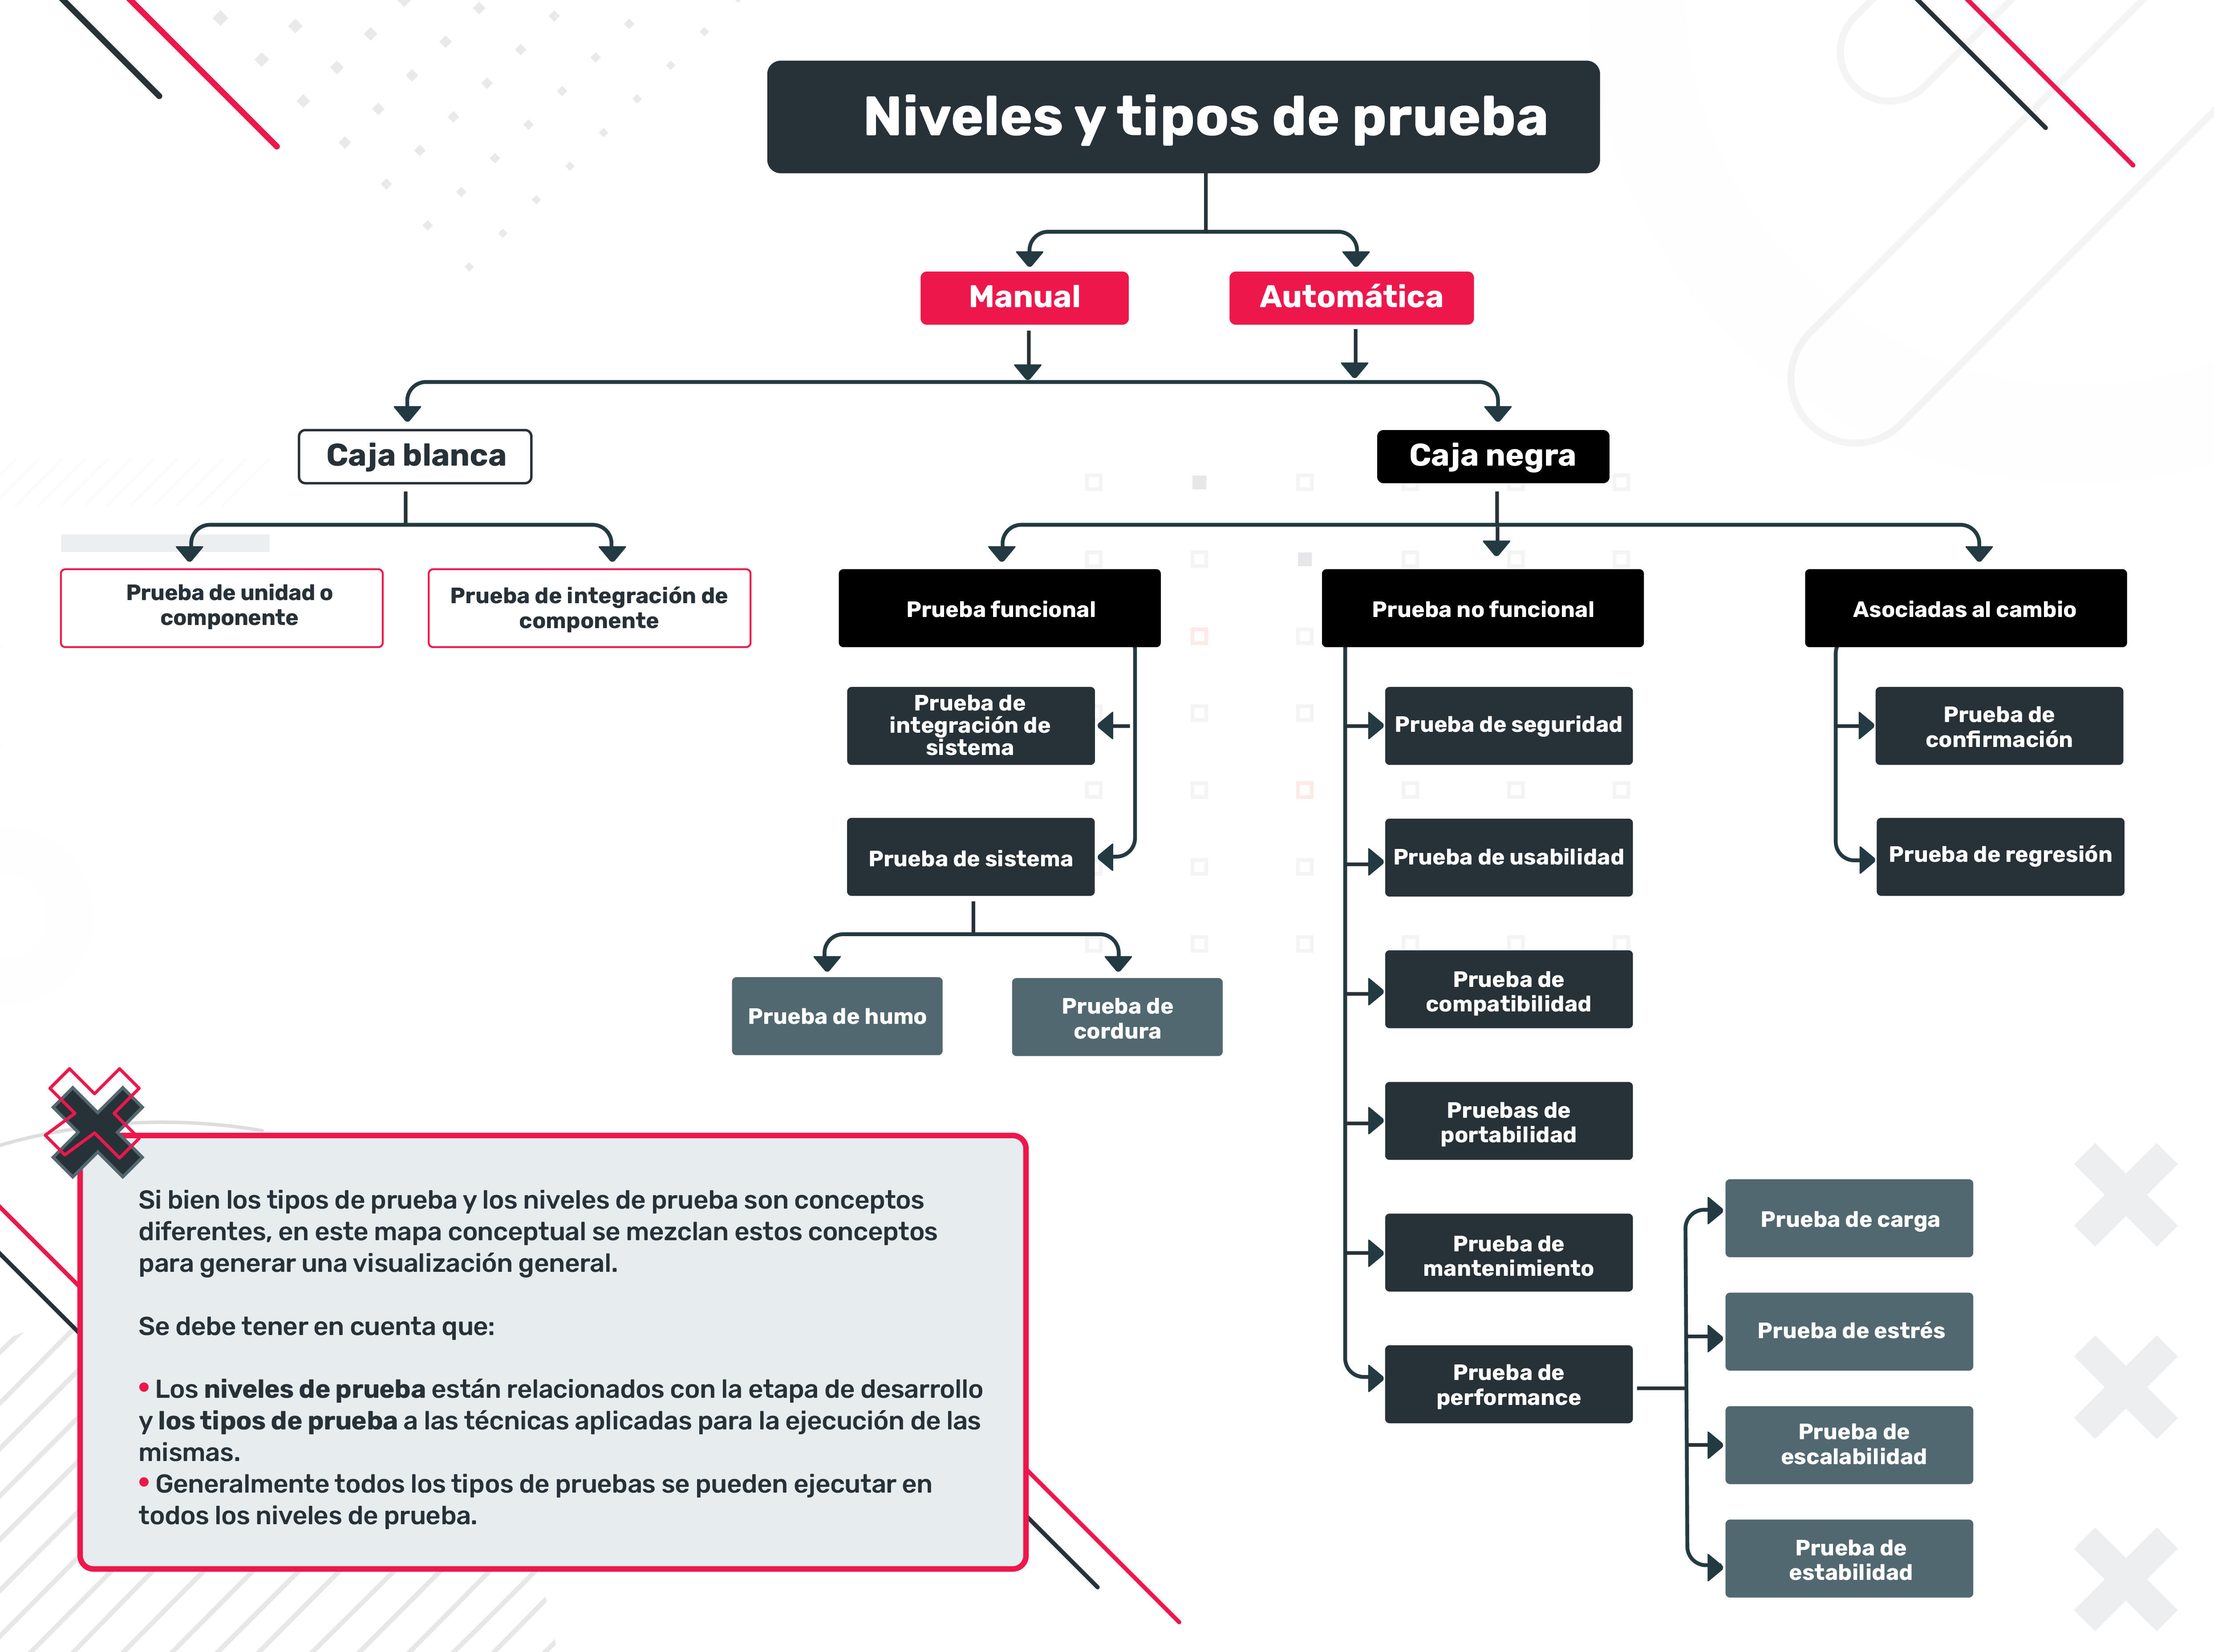 Niveles y tipos de prueba
Manual
Automática
Caja blanca
Caja negra
Prueba de unidad o
componente
Prueba de integración de
componente
Prueba funcional
Prueba no funcional
Asociadas al cambio
Prueba de
integración de
sistema
Prueba de seguridad
Prueba de
confirmación
Prueba de sistema
Prueba de usabilidad
Prueba de regresión
Prueba de humo
Prueba de
cordura
Prueba de
compatibilidad
Pruebas de
portabilidad
Prueba de
mantenimiento
Prueba de
performance
Prueba de carga
Prueba de estrés
Prueba de
escalabilidad
Prueba de
estabilidad
Si bien los tipos de prueba y los niveles de prueba son conceptos
diferentes, en este mapa conceptual se mezclan estos conceptos
para generar una visualización general.
Se debe tener en cuenta que:
• Los niveles de prueba están relacionados con la etapa de desarrollo
y los tipos de prueba a las técnicas aplicadas para la ejecución de las
mismas.
• Generalmente todos los tipos de pruebas se pueden ejecutar en
todos los niveles de prueba.